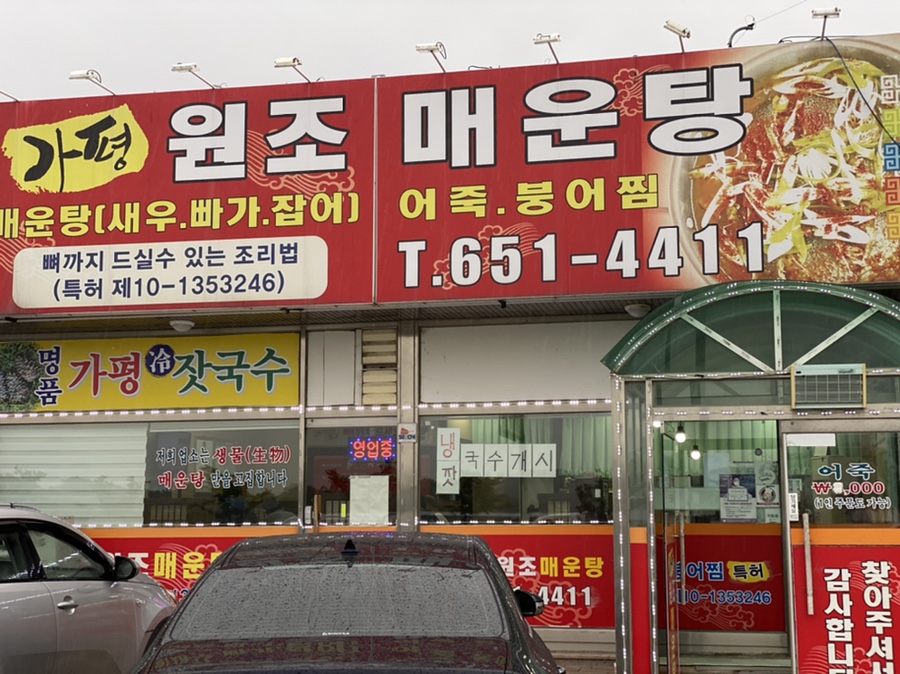 가평 원조 매운탕
매운탕(새우.빠가.잡어)
어죽.붕어찜
뼈까지 드실수 있는 조리법
(특허 제10-1353246)
T.651-4411
명품 가평 冷 잣국수
저희업소는 생물(生物)
매운탕 만을 고집합니다
영업중
냉
잣
국수개시
어죽
,000
(1인 주문도 가능)
매운탕
원조매운탕
4411
붕어찜 특허
10-1353246
찾아주셔서
감사합니다